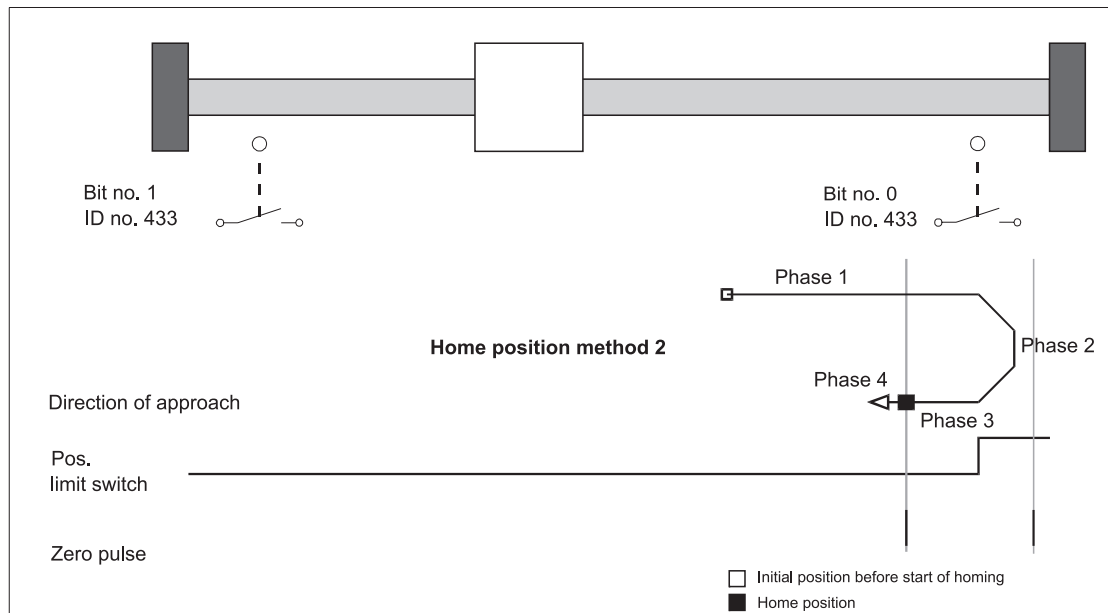 Bit no. 1
ID no. 433
Bit no. 0
ID no. 433
Phase 1
Home position method 2
Phase 2
Phase 4
Direction of approach
Phase 3
Pos.
limit switch
Zero pulse
Initial position before start of homing
Home position